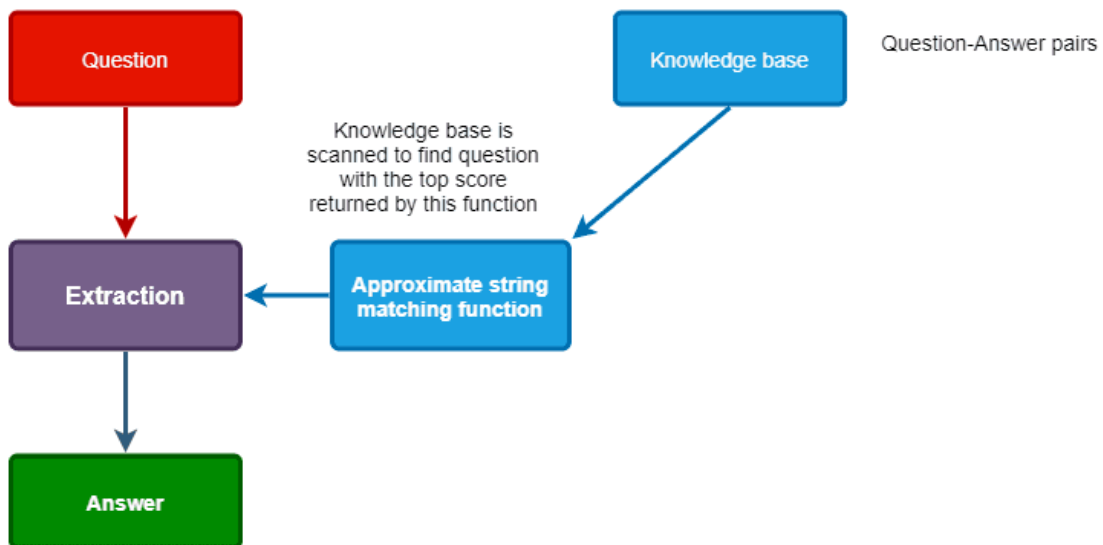 Question
Knowledge base
Question-Answer pairs
Knowledge base is
scanned to find question
with the top score
returned by this function
Extraction
Approximate string
matching function
Answer